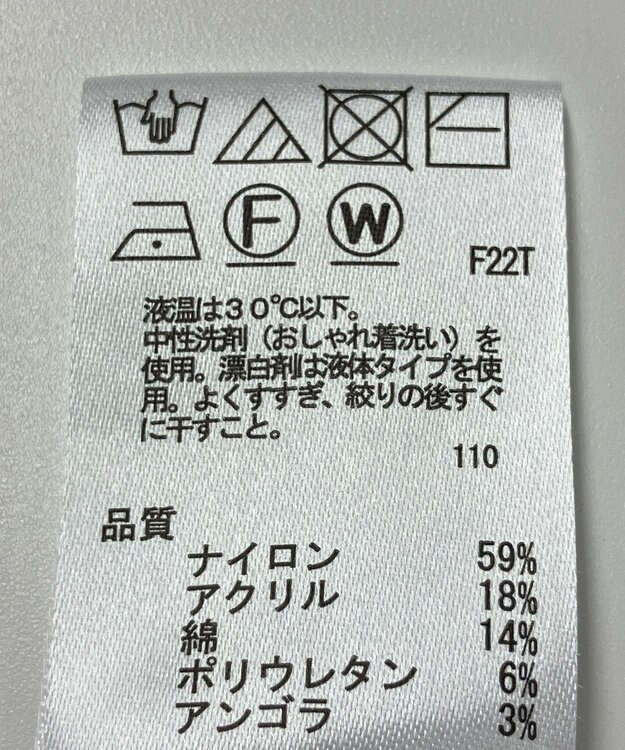 F W F22T
液温は30℃以下。
中性洗剤（おしゃれ着洗い）を
使用。漂白剤は液体タイプを使
用。よくすすぎ、絞りの後すぐ
に干すこと。
110
品質
ナイロン 59%
アクリル 18%
綿 14%
ポリウレタン 6%
アンゴラ 3%